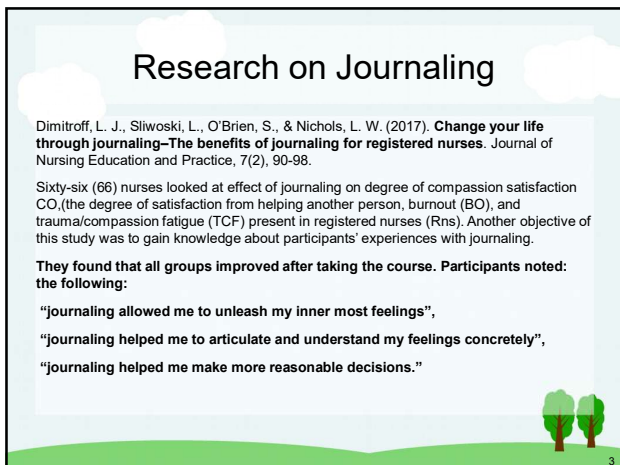 Research on Journaling
Dimitroff, L. J., Sliwoski, L., O’Brien, S., & Nichols, L. W. (2017). Change your life
through journaling–The benefits of journaling for registered nurses. Journal of
Nursing Education and Practice, 7(2), 90-98.
Sixty-six (66) nurses looked at effect of journaling on degree of compassion satisfaction
CO,(the degree of satisfaction from helping another person, burnout (BO), and
trauma/compassion fatigue (TCF) present in registered nurses (Rns). Another objective of
this study was to gain knowledge about participants’ experiences with journaling.
They found that all groups improved after taking the course. Participants noted:
the following:
“journaling allowed me to unleash my inner most feelings”,
“journaling helped me to articulate and understand my feelings concretely”,
“journaling helped me make more reasonable decisions.”
3